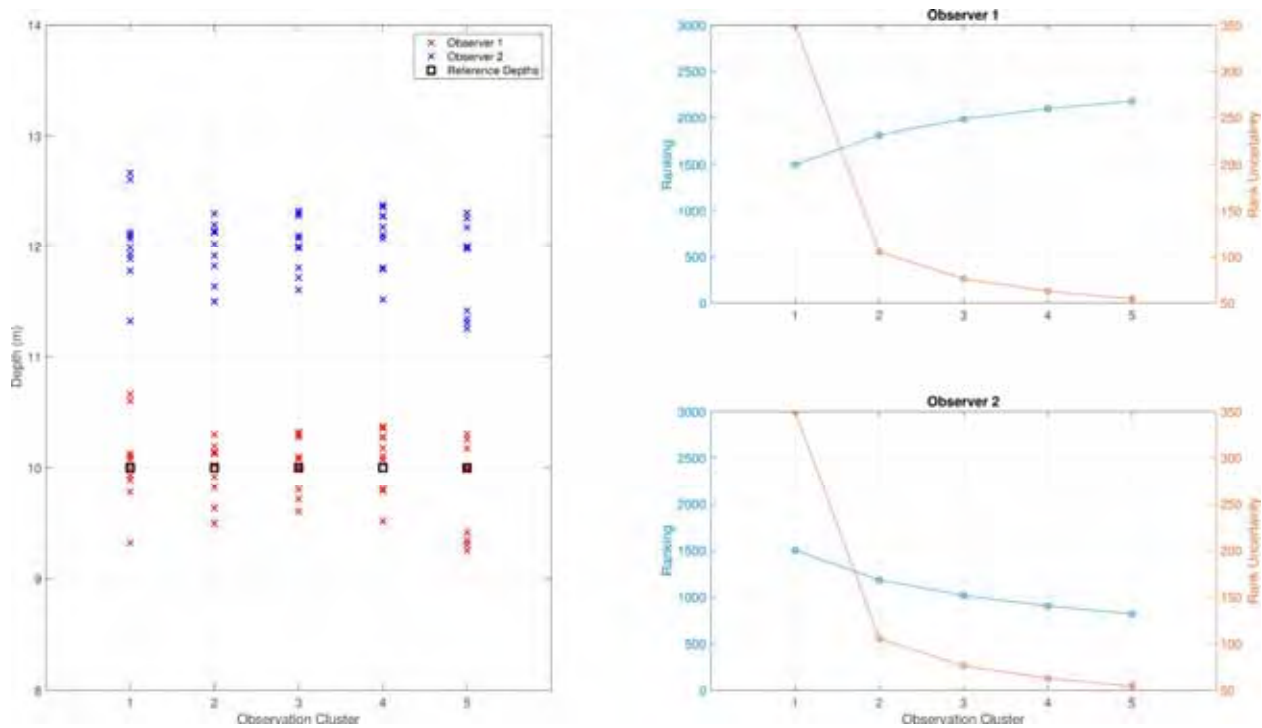 14
13
12
11
10
9
8
Depth (m)
1 2 3 4 5
Observation Cluster
Observer 1
Observer 2
Reference Depths
Observer 1
3000
2500
2000
1500
1000
500
0
Ranking
350
300
250
200
150
100
50
Rank Uncertainty
1 2 3 4 5
Observer 2
3000
2500
2000
1500
1000
500
0
Ranking
350
300
250
200
150
100
50
Rank Uncertainty
1 2 3 4 5
Observation Cluster